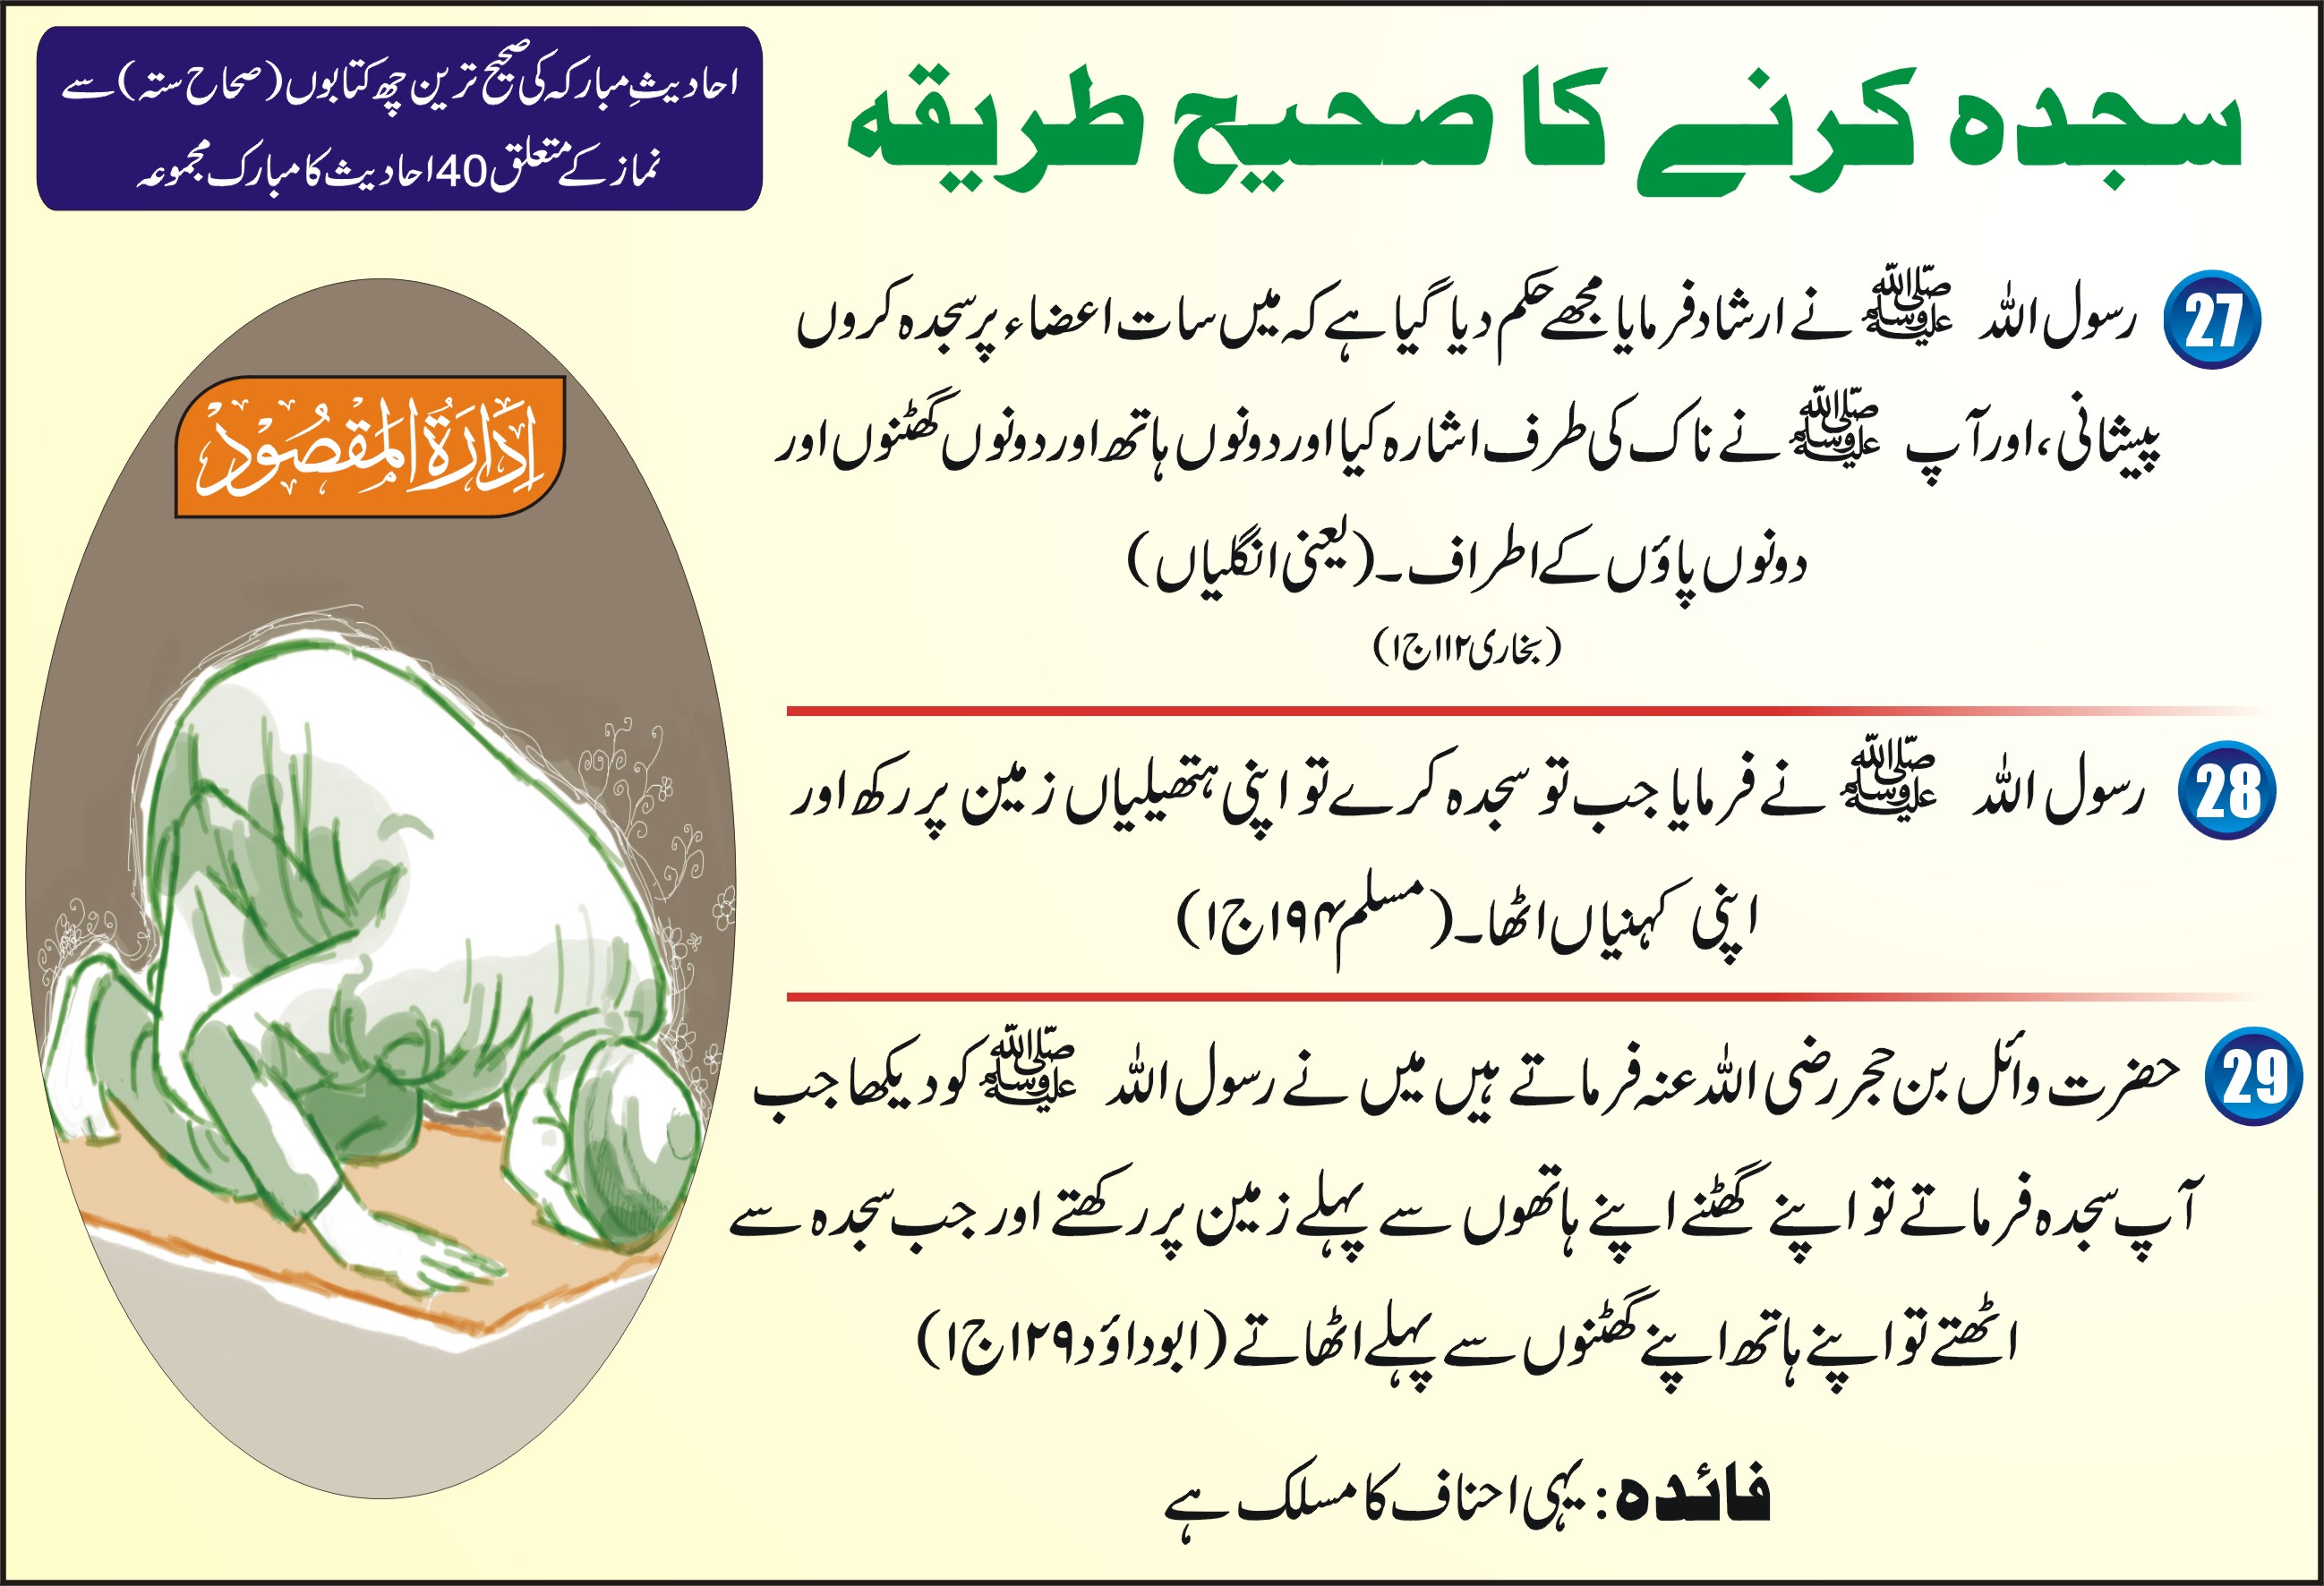 سجدہ کرنے کا صحیح طریقہ
احادیثِ مبارکہ کی صحیح ترین چھ کتابوں (صحاح ستہ) سے
نماز کے متعلق 40 احادیث کا مبارک مجموعہ
إِدَارَةُ المَقْصُوْد
27 رسول اللہ ﷺ نے ارشاد فرمایا مجھے حکم دیا گیا ہے کہ میں سات اعضاء پر سجدہ کروں
پیشانی، اور آپ ﷺ نے ناک کی طرف اشارہ کیا اور دونوں ہاتھ اور دونوں گھٹنوں اور
دونوں پاؤں کے اطراف۔ (یعنی انگلیاں)
(بخاری ۱۱۲ ج ۱)
28 رسول اللہ ﷺ نے فرمایا جب تو سجدہ کرے تو اپنی ہتھیلیاں زمین پر رکھ اور
اپنی کہنیاں اٹھا۔ (مسلم ۱۹۴ ج ۱)
29 حضرت وائل بن حجر رضی اللہ عنہ فرماتے ہیں میں نے رسول اللہ ﷺ کو دیکھا جب
آپ سجدہ فرماتے تو اپنے گھٹنے اپنے ہاتھوں سے پہلے زمین پر رکھتے اور جب سجدہ سے
اٹھتے تو اپنے ہاتھ اپنے گھٹنوں سے پہلے اٹھاتے (ابوداؤد ۱۲۹ ج ۱)
فائدہ: یہی احناف کا مسلک ہے